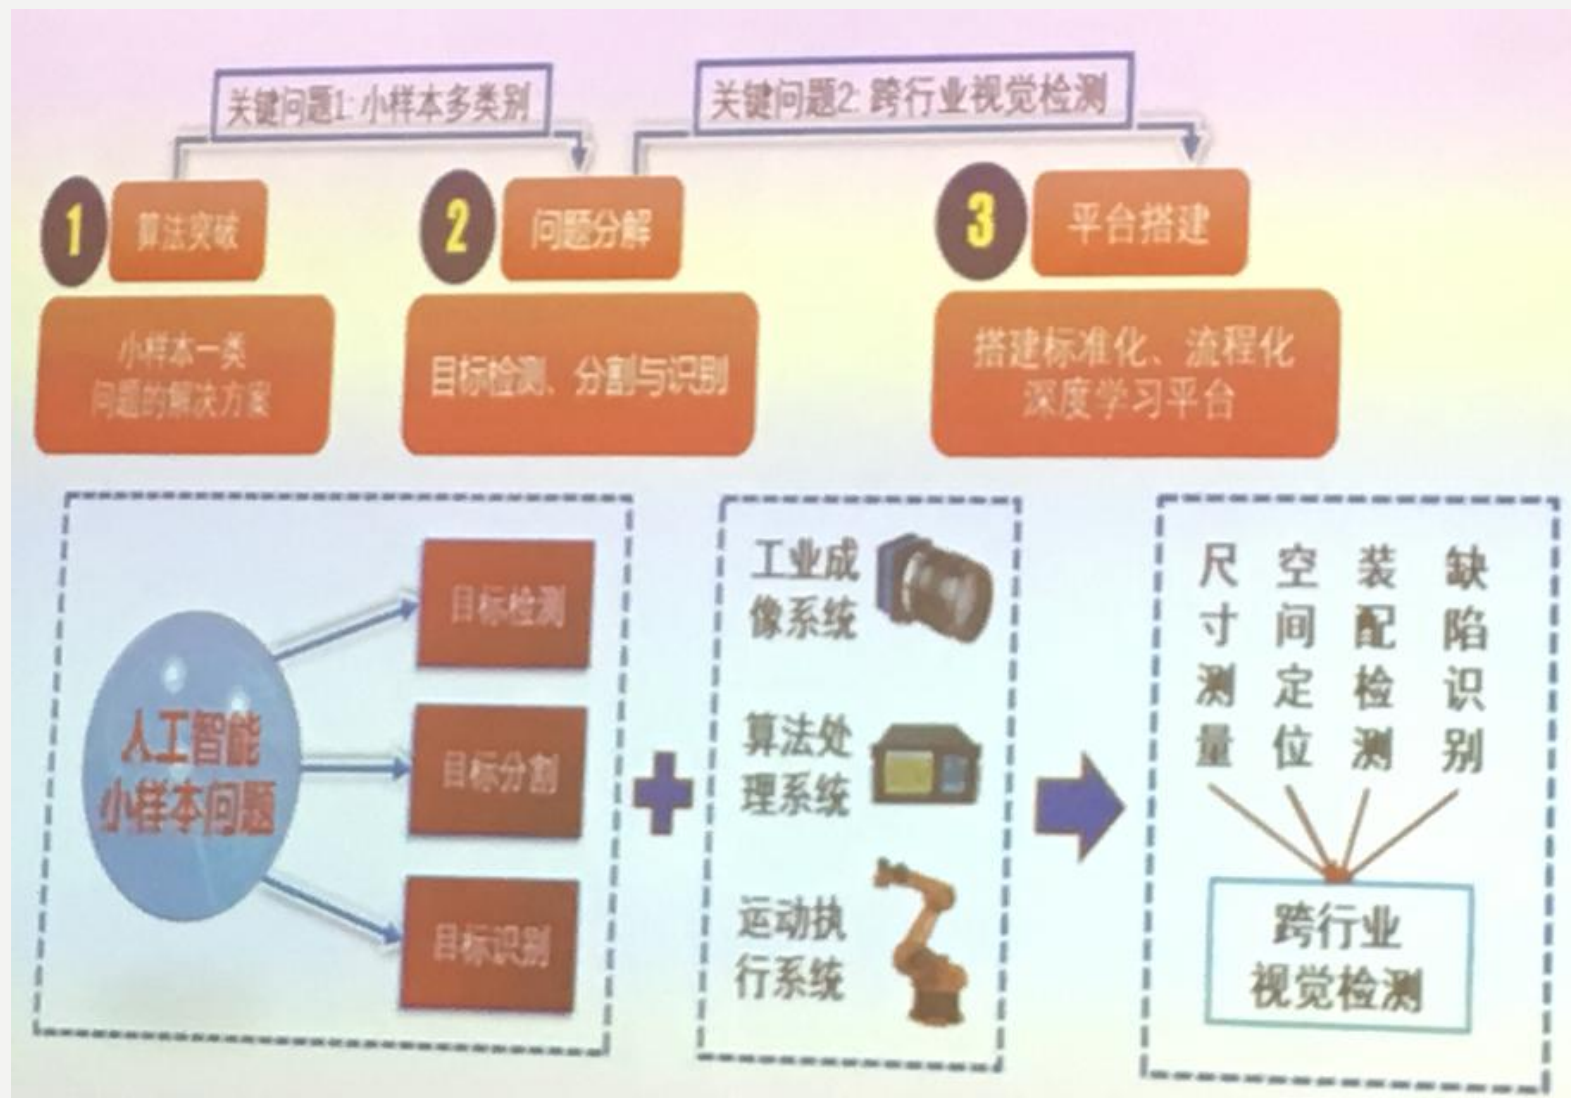 关键问题1: 小样本多类别
关键问题2: 跨行业视觉检测
1
算法突破
2
问题分解
3
平台搭建
小样本一类
问题的解决方案
目标检测、分割与识别
搭建标准化、流程化
深度学习平台
人工智能
小样本问题
目标检测
目标分割
目标识别
工业成
像系统
算法处
理系统
运动执
行系统
尺寸测量
空间定位
装配检测
缺陷识别
跨行业
视觉检测